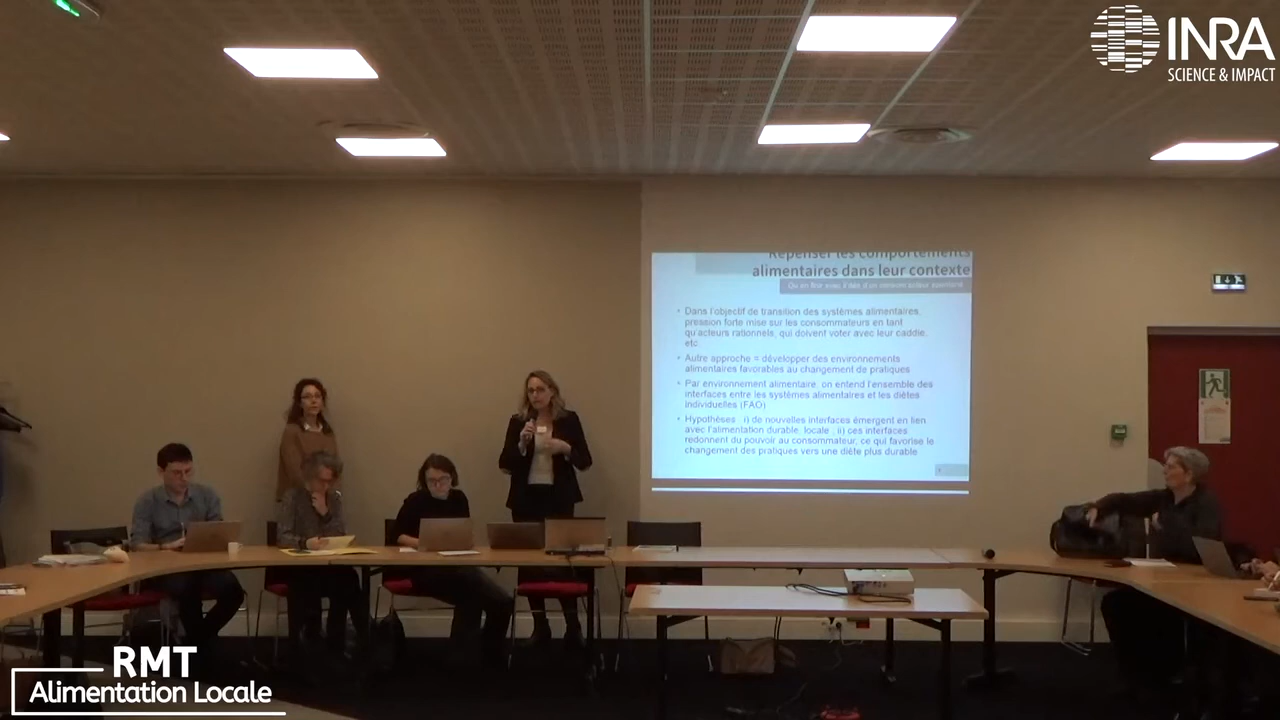 INRA
SCIENCE & IMPACT
Repenser les comportements
alimentaires dans leur contexte
• Dans l'objectif de transition des systèmes alimentaires,
pression forte mise sur les consommateurs en tant
qu'acteurs rationnels, qui doivent voter avec leur caddie,
etc.
• Autre approche = développer des environnements
alimentaires favorables au changement de pratiques
• Par environnement alimentaire, on entend l'ensemble des
interfaces entre les systèmes alimentaires et les diètes
individuelles (FAO)
• Hypothèses : i) de nouvelles interfaces émergent en lien
avec l'alimentation durable, locale ; ii) ces interfaces
redonnent du pouvoir au consommateur, ce qui favorise le
changement des pratiques vers une diète plus durable
RMT
Alimentation Locale